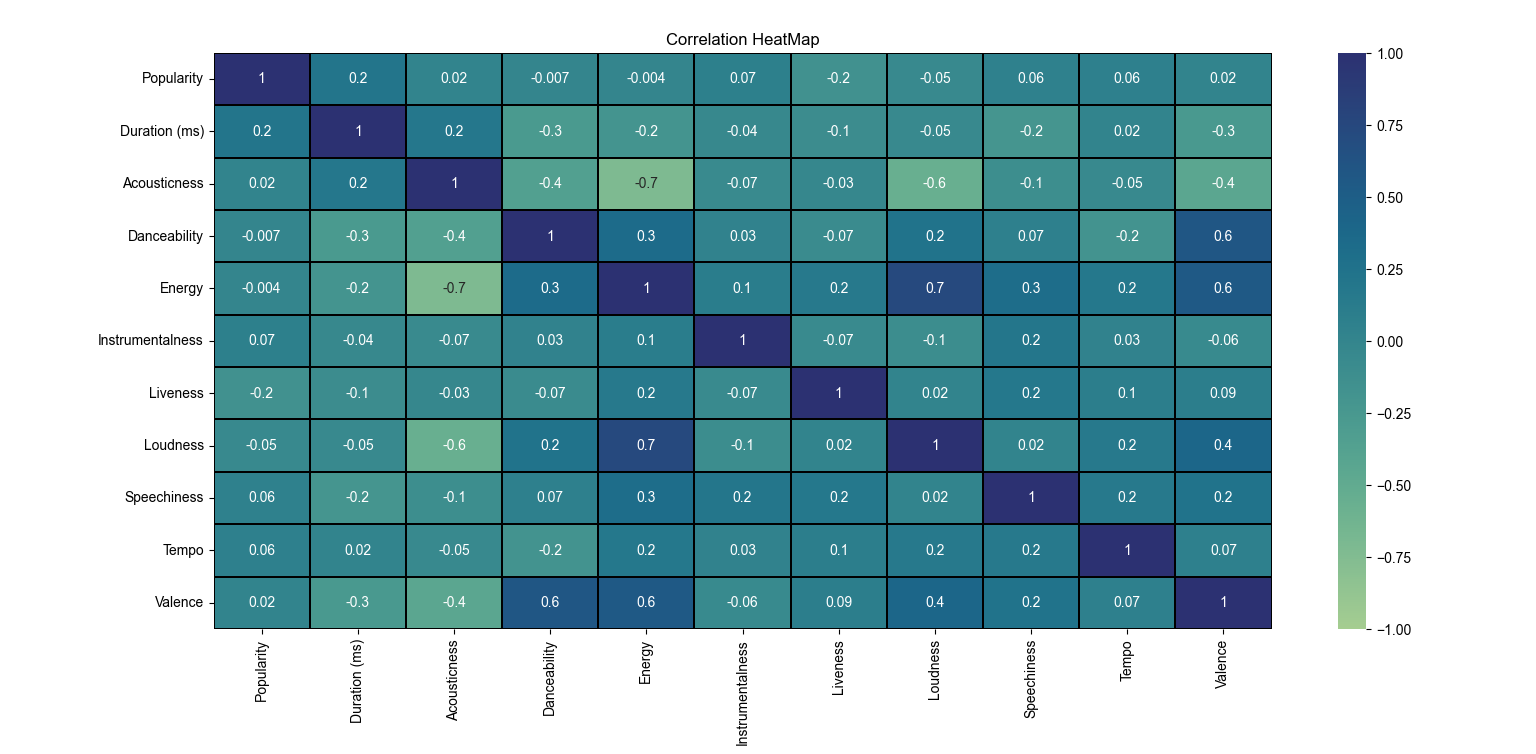 Correlation HeatMap
Popularity 1 0.2 0.02 -0.007 -0.004 0.07 -0.2 -0.05 0.06 0.06 0.02
Duration (ms) 0.2 1 0.2 -0.3 -0.2 -0.04 -0.1 -0.05 -0.2 0.02 -0.3
Acousticness 0.02 0.2 1 -0.4 -0.7 -0.07 -0.03 -0.6 -0.1 -0.05 -0.4
Danceability -0.007 -0.3 -0.4 1 0.3 0.03 -0.07 0.2 0.07 -0.2 0.6
Energy -0.004 -0.2 -0.7 0.3 1 0.1 0.2 0.7 0.3 0.2 0.6
Instrumentalness 0.07 -0.04 -0.07 0.03 0.1 1 -0.07 -0.1 0.2 0.03 -0.06
Liveness -0.2 -0.1 -0.03 -0.07 0.2 -0.07 1 0.02 0.2 0.1 0.09
Loudness -0.05 -0.05 -0.6 0.2 0.7 -0.1 0.02 1 0.02 0.2 0.4
Speechiness 0.06 -0.2 -0.1 0.07 0.3 0.2 0.2 0.02 1 0.2 0.2
Tempo 0.06 0.02 -0.05 -0.2 0.2 0.03 0.1 0.2 0.2 1 0.07
Valence 0.02 -0.3 -0.4 0.6 0.6 -0.06 0.09 0.4 0.2 0.07 1
Popularity
Duration (ms)
Acousticness
Danceability
Energy
Instrumentalness
Liveness
Loudness
Speechiness
Tempo
Valence
1.00
0.75
0.50
0.25
0.00
−0.25
−0.50
−0.75
−1.00